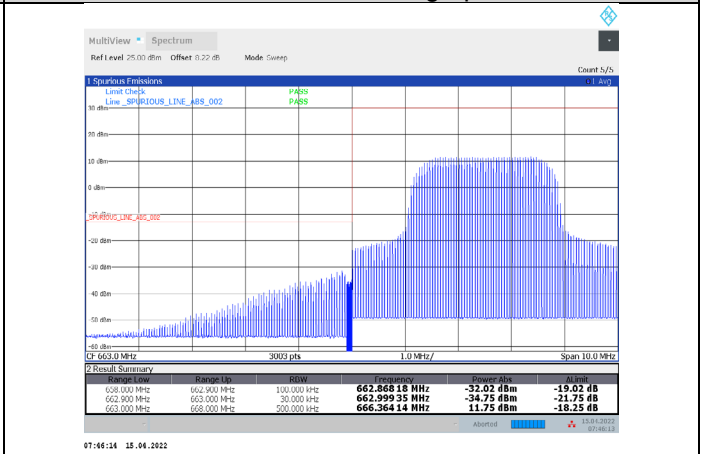 MultiView Spectrum
Ref Level 25.00 dBm Offset 8.22 dB Mode Sweep
Count 5/5
1 Spurious Emissions 1 Avg
Limit Check PASS
Line _SPURIOUS_LINE_ABS_002 PASS
30 dBm
20 dBm
10 dBm
0 dBm
_SPURIOUS_LINE_ABS_002
-20 dBm
-30 dBm
-40 dBm
-50 dBm
-60 dBm
CF 663.0 MHz 3003 pts 1.0 MHz/ Span 10.0 MHz
2 Result Summary
Range Low Range Up RBW Frequency Power Abs ΔLimit
658.000 MHz 662.900 MHz 100.000 kHz 662.868 18 MHz -32.02 dBm -19.02 dB
662.900 MHz 663.000 MHz 30.000 kHz 662.999 35 MHz -34.75 dBm -21.75 dB
663.000 MHz 668.000 MHz 500.000 kHz 666.364 14 MHz 11.75 dBm -18.25 dB
Aborted 15.04.2022
07:46:13
07:46:14 15.04.2022